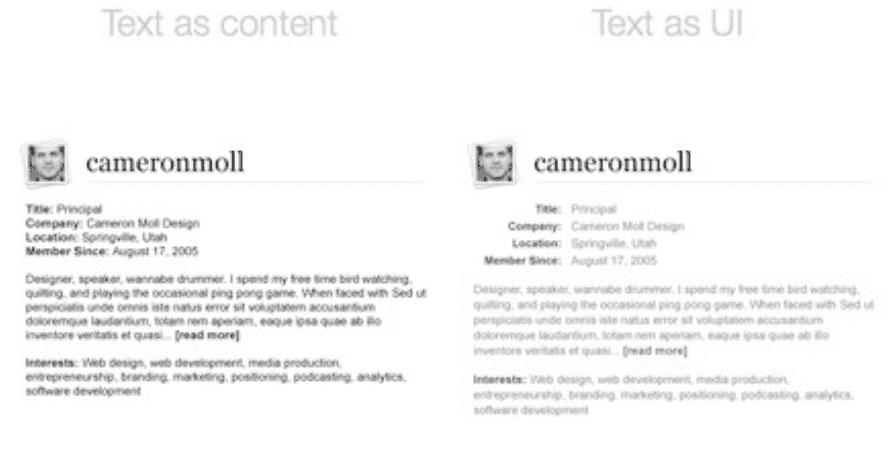 Text as content
cameronmoll
Title: Principal
Company: Cameron Moll Design
Location: Springville, Utah
Member Since: August 17, 2005
Designer, speaker, wannabe drummer. I spend my free time bird watching,
quilting, and playing the occasional ping pong game. When faced with Sed ut
perspiciatis unde omnis iste natus error sit voluptatem accusantium
doloremque laudantium, totam rem aperiam, eaque ipsa quae ab illo
inventore veritatis et quasi... [read more]
Interests: Web design, web development, media production,
entrepreneurship, branding, marketing, positioning, podcasting, analytics,
software development
Text as UI
cameronmoll
Title: Principal
Company: Cameron Moll Design
Location: Springville, Utah
Member Since: August 17, 2005
Designer, speaker, wannabe drummer. I spend my free time bird watching,
quilting, and playing the occasional ping pong game. When faced with Sed ut
perspiciatis unde omnis iste natus error sit voluptatem accusantium
doloremque laudantium, totam rem aperiam, eaque ipsa quae ab illo
inventore veritatis et quasi... [read more]
Interests: Web design, web development, media production,
entrepreneurship, branding, marketing, positioning, podcasting, analytics,
software development